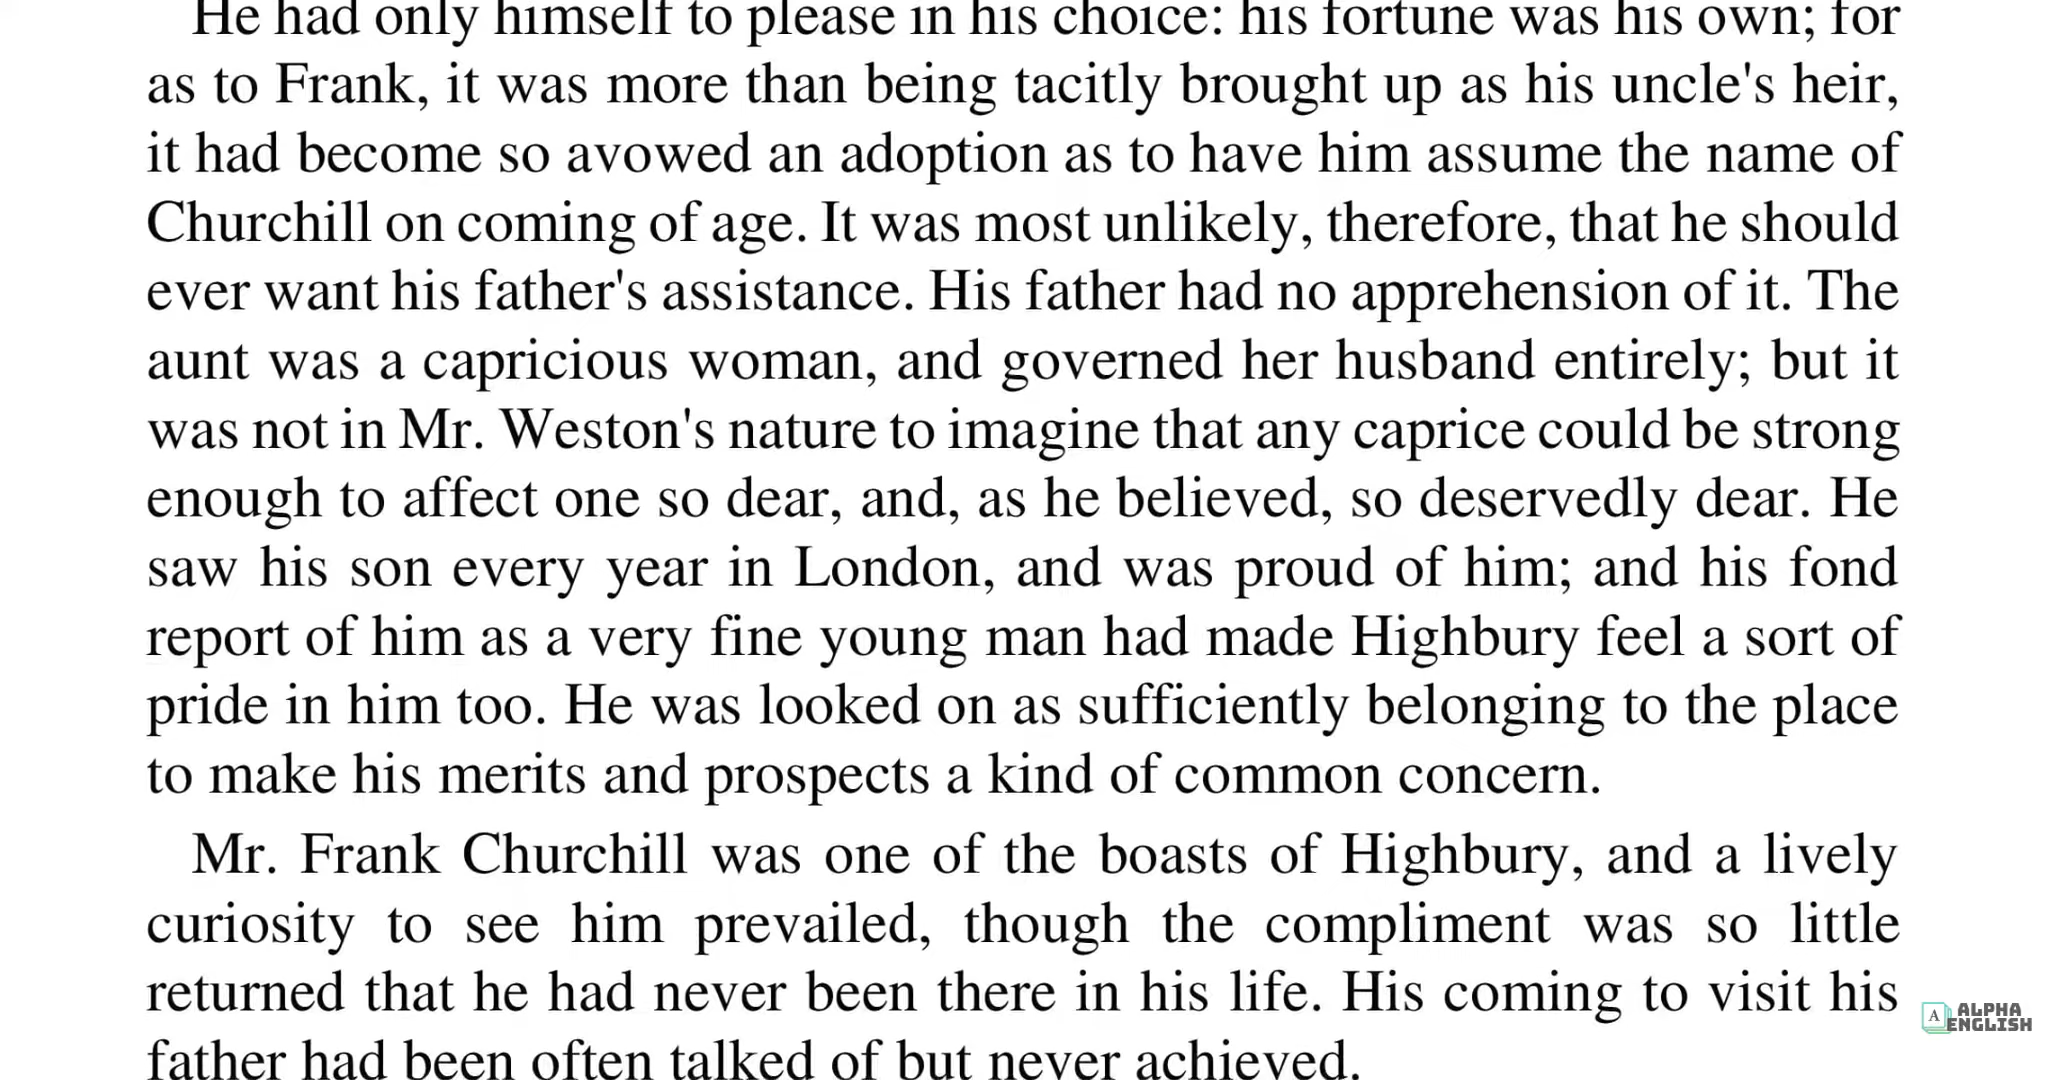 He had only himself to please in his choice: his fortune was his own; for
as to Frank, it was more than being tacitly brought up as his uncle's heir,
it had become so avowed an adoption as to have him assume the name of
Churchill on coming of age. It was most unlikely, therefore, that he should
ever want his father's assistance. His father had no apprehension of it. The
aunt was a capricious woman, and governed her husband entirely; but it
was not in Mr. Weston's nature to imagine that any caprice could be strong
enough to affect one so dear, and, as he believed, so deservedly dear. He
saw his son every year in London, and was proud of him; and his fond
report of him as a very fine young man had made Highbury feel a sort of
pride in him too. He was looked on as sufficiently belonging to the place
to make his merits and prospects a kind of common concern.
Mr. Frank Churchill was one of the boasts of Highbury, and a lively
curiosity to see him prevailed, though the compliment was so little
returned that he had never been there in his life. His coming to visit his
father had been often talked of but never achieved.
A ALPHA
ENGLISH